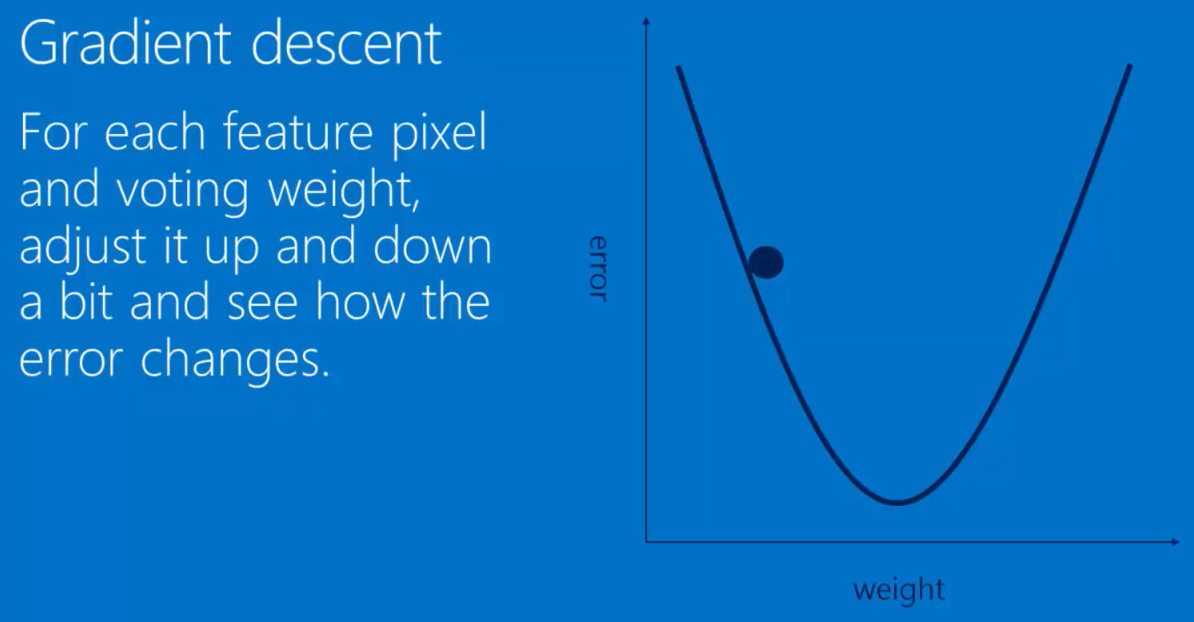 Gradient descent
For each feature pixel
and voting weight,
adjust it up and down
a bit and see how the
error changes.
error
weight